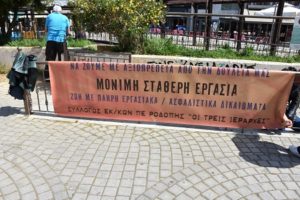 ΝΑ ΖΟΥΜΕ ΜΕ ΑΞΙΟΠΡΕΠΕΙΑ ΑΠΟ ΤΗΝ ΔΟΥΛΕΙΑ ΜΑΣ
ΜΟΝΙΜΗ ΣΤΑΘΕΡΗ ΕΡΓΑΣΙΑ
ΖΩΗ ΜΕ ΠΛΗΡΗ ΕΡΓΑΣΙΑΚΑ / ΑΣΦΑΛΙΣΤΙΚΑ ΔΙΚΑΙΩΜΑΤΑ
ΣΥΛΛΟΓΟΣ ΕΚ/ΚΩΝ ΠΕ ΡΟΔΟΠΗΣ "ΟΙ ΤΡΕΙΣ ΙΕΡΑΡΧΕΣ"